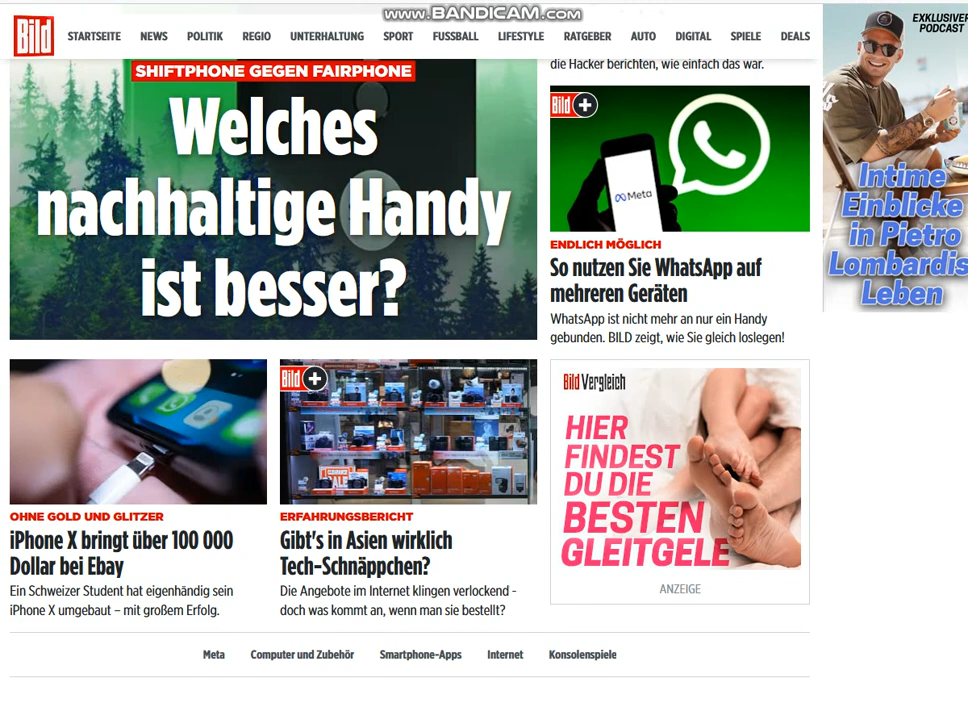 www.BANDICAM.com
Bild
STARTSEITE NEWS POLITIK REGIO UNTERHALTUNG SPORT FUSSBALL LIFESTYLE RATGEBER AUTO DIGITAL SPIELE DEALS
SHIFTPHONE GEGEN FAIRPHONE
Welches
nachhaltige Handy
ist besser?
die Hacker berichten, wie einfach das war.
Bild +
Meta
ENDLICH MÖGLICH
So nutzen Sie WhatsApp auf
mehreren Geräten
WhatsApp ist nicht mehr an nur ein Handy
gebunden. BILD zeigt, wie Sie gleich loslegen!
EXKLUSIVER
PODCAST
Intime
Einblicke
in Pietro
Lombardis
Leben
OHNE GOLD UND GLITZER
iPhone X bringt über 100 000
Dollar bei Ebay
Ein Schweizer Student hat eigenhändig sein
iPhone X umgebaut – mit großem Erfolg.
Bild +
SALE
ERFAHRUNGSBERICHT
Gibt's in Asien wirklich
Tech-Schnäppchen?
Die Angebote im Internet klingen verlockend -
doch was kommt an, wenn man sie bestellt?
Bild Vergleich
HIER
FINDEST
DU DIE
BESTEN
GLEITGELE
ANZEIGE
Meta Computer und Zubehör Smartphone-Apps Internet Konsolenspiele